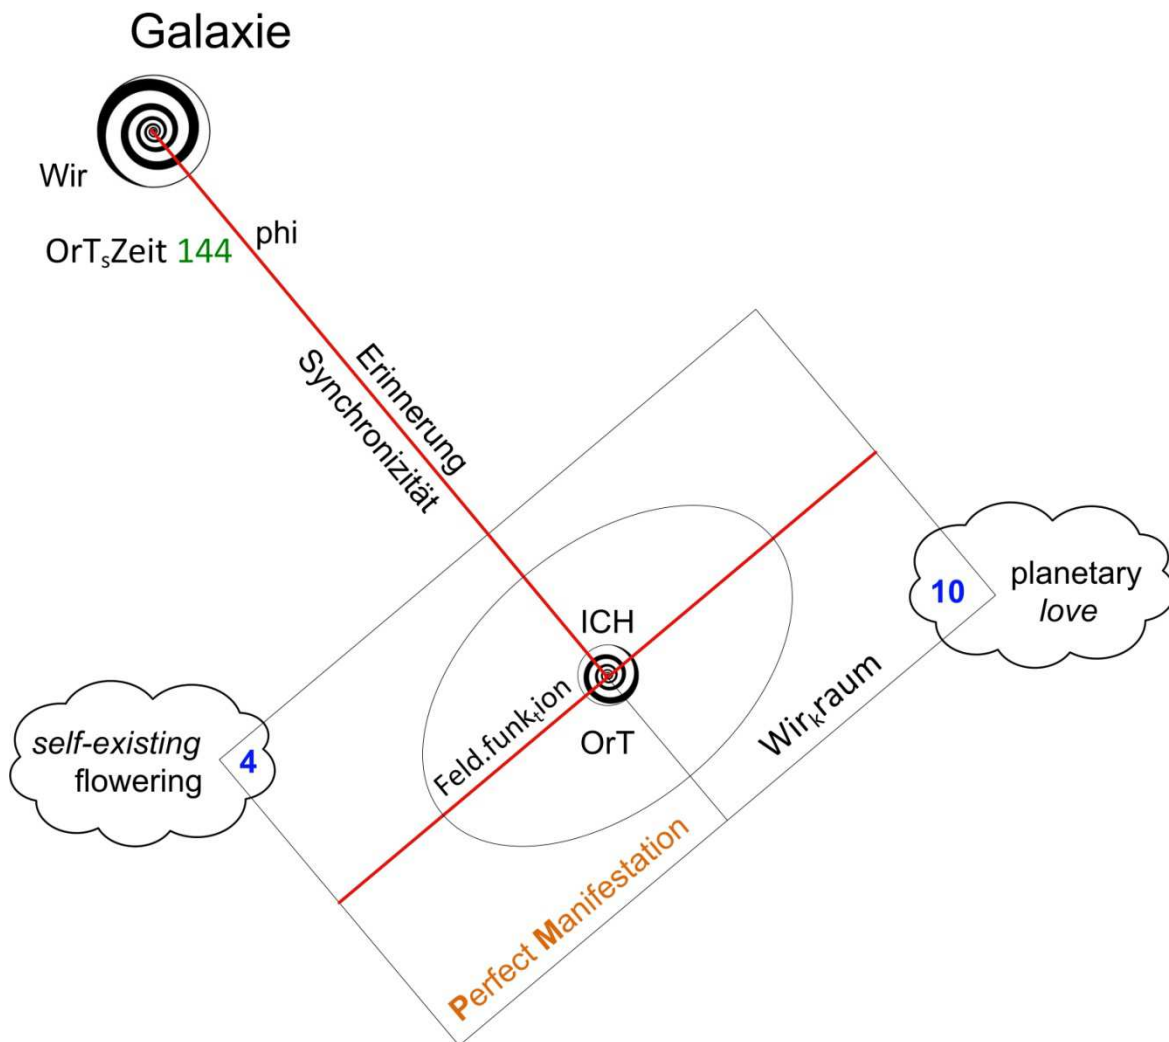 Galaxie
Wir
phi
OrTₛZeit 144
Erinnerung
Synchronizität
ICH
OrT
Feld.funkₜion
Wirₖraum
10
planetary
love
self-existing
flowering
4
Perfect Manifestation